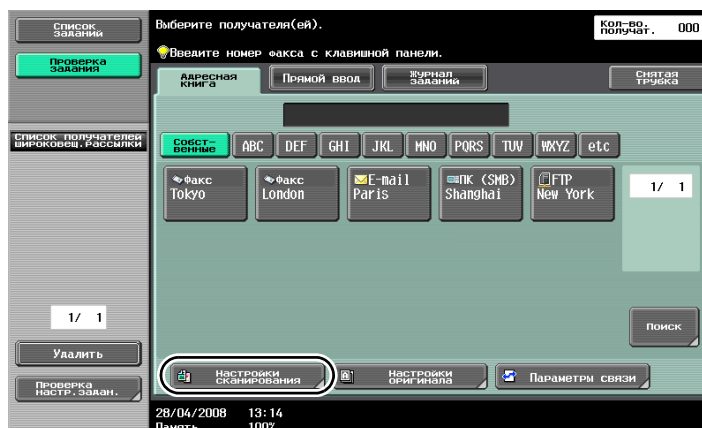 Список
заданий
Проверка
задания
Список получателей
широковещ.рассылки
1/ 1
Удалить
Проверка
настр.задан.
Выберите получателя(ей).
Кол-во.
получат. 000
Введите номер факса с клавишной панели.
Адресная
книга
Прямой ввод
Журнал
заданий
Снятая
трубка
Собст-
венные
ABC
DEF
GHI
JKL
MNO
PQRS
TUV
WXYZ
etc
Факс
Tokyo
Факс
London
E-mail
Paris
ПК (SMB)
Shanghai
FTP
New York
1/ 1
Поиск
Настройки
сканирования
Настройки
оригинала
Параметры связи
28/04/2008 13:14
Память 100%